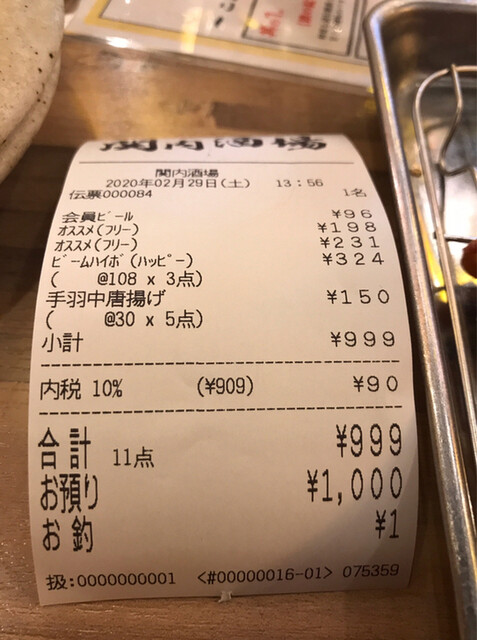 関内酒場
関内酒場
2020年02月29日(土) 13:56
伝票000084 1名
会員ビール ¥96
オススメ(フリー) ¥198
オススメ(フリー) ¥231
ビームハイボ(ハッピー) ¥324
( @108 x 3点)
手羽中唐揚げ ¥150
( @30 x 5点)
小計 ¥999
内税 10% (¥909) ¥90
合計 11点 ¥999
お預り ¥1,000
お釣 ¥1
扱:0000000001 <#00000016-01> 075359